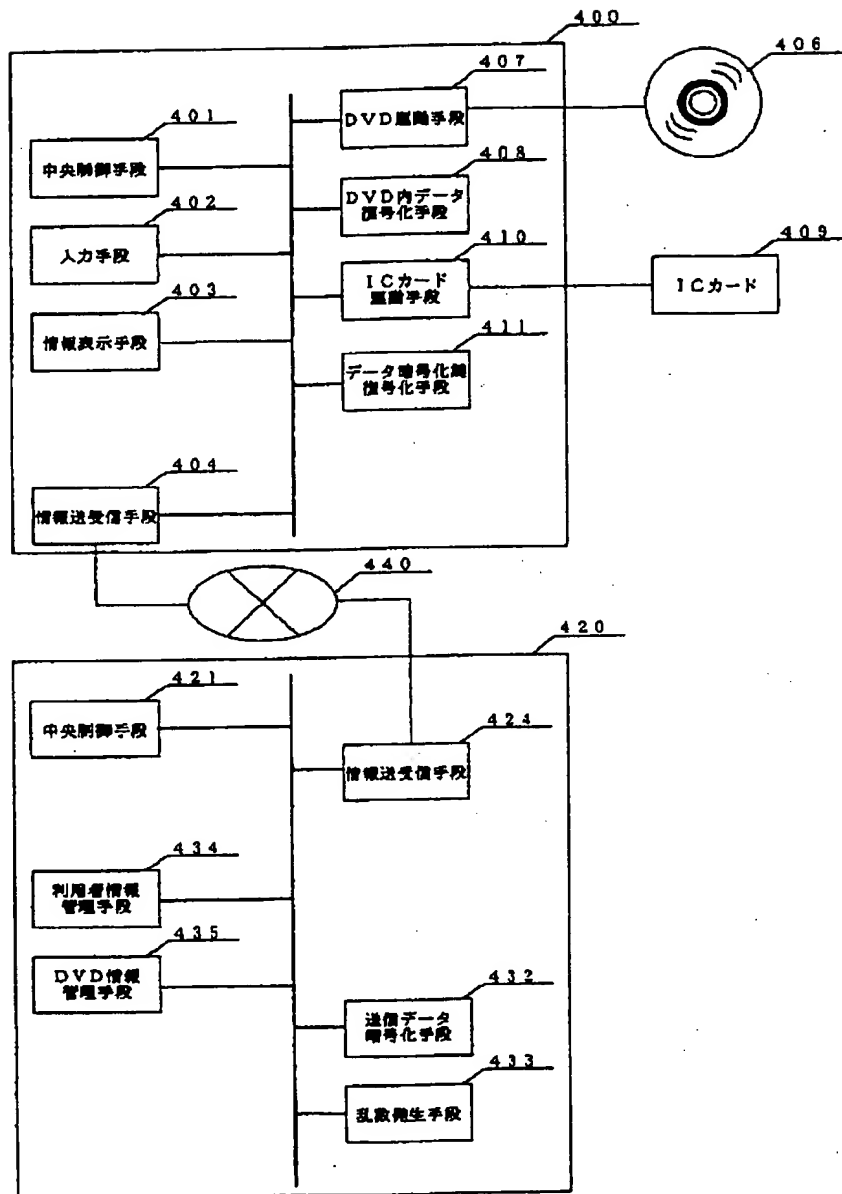 400
407
406
DVD駆動手段
401
中央制御手段
408
DVD内データ
復号化手段
402
入力手段
410
ICカード
駆動手段
409
ICカード
403
情報表示手段
411
データ暗号化鍵
復号化手段
404
情報送受信手段
440
420
421
中央制御手段
424
情報送受信手段
434
利用者情報
管理手段
435
DVD情報
管理手段
432
送信データ
暗号化手段
433
乱数発生手段